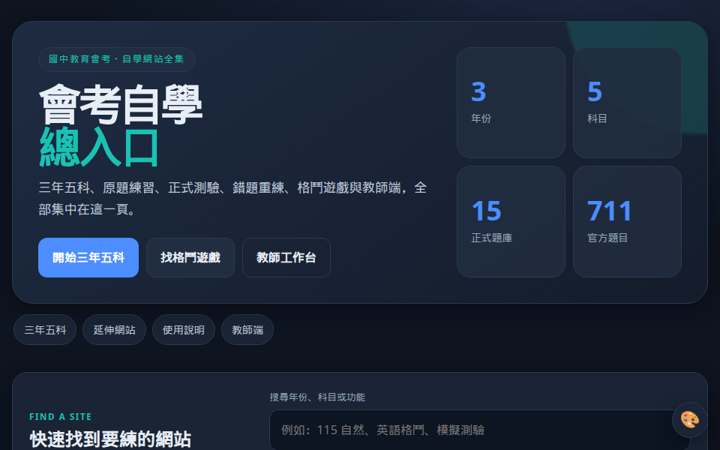 國中教育會考・自學網站全集
會考自學
總入口
三年五科、原題練習、正式測驗、錯題重練、格鬥遊戲與教師端，全
部集中在這一頁。
開始三年五科
找格鬥遊戲
教師工作台
3
年份
5
科目
15
正式題庫
711
官方題目
三年五科
延伸網站
使用說明
教師端
FIND A SITE
快速找到要練的網站
搜尋年份、科目或功能
例如：115 自然、英語格鬥、模擬測驗